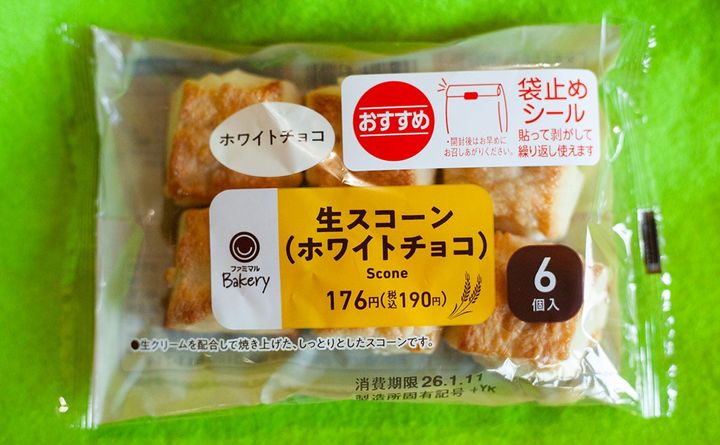 ホワイトチョコ
おすすめ
・開封後はお早めに
お召しあがりください。
袋止め
シール
貼って剥がして
繰り返し使えます
ファミマル
Bakery
生スコーン
(ホワイトチョコ)
Scone
176円(税込190円)
6
個入
●生クリームを配合して焼き上げた、しっとりとしたスコーンです。
消費期限 26.1.11
製造所固有記号 +YK